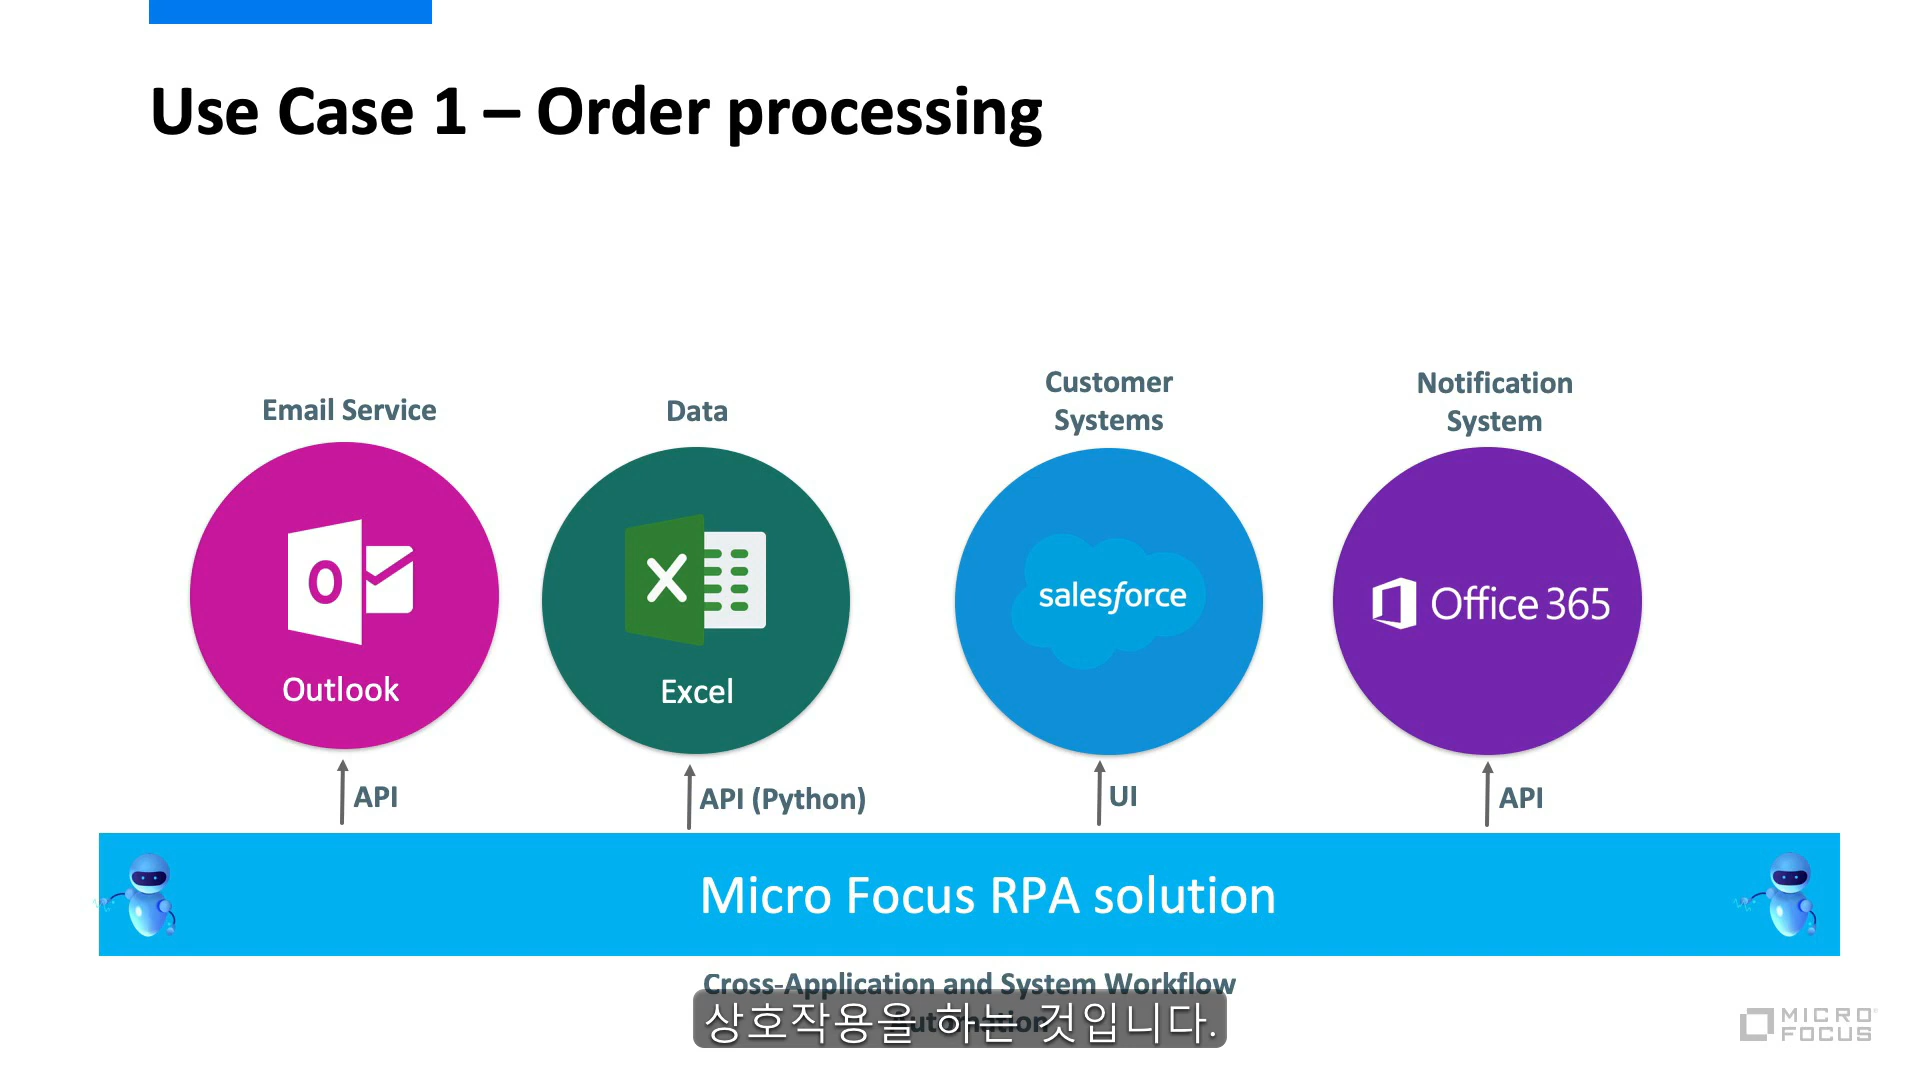 Use Case 1 – Order processing
Email Service
Data
Customer
Systems
Notification
System
O
Outlook
X
Excel
salesforce
Office 365
API
API (Python)
UI
API
Micro Focus RPA solution
Cross-Application and System Workflow
Automation
상호작용을 하는 것입니다.
MICRO
FOCUS